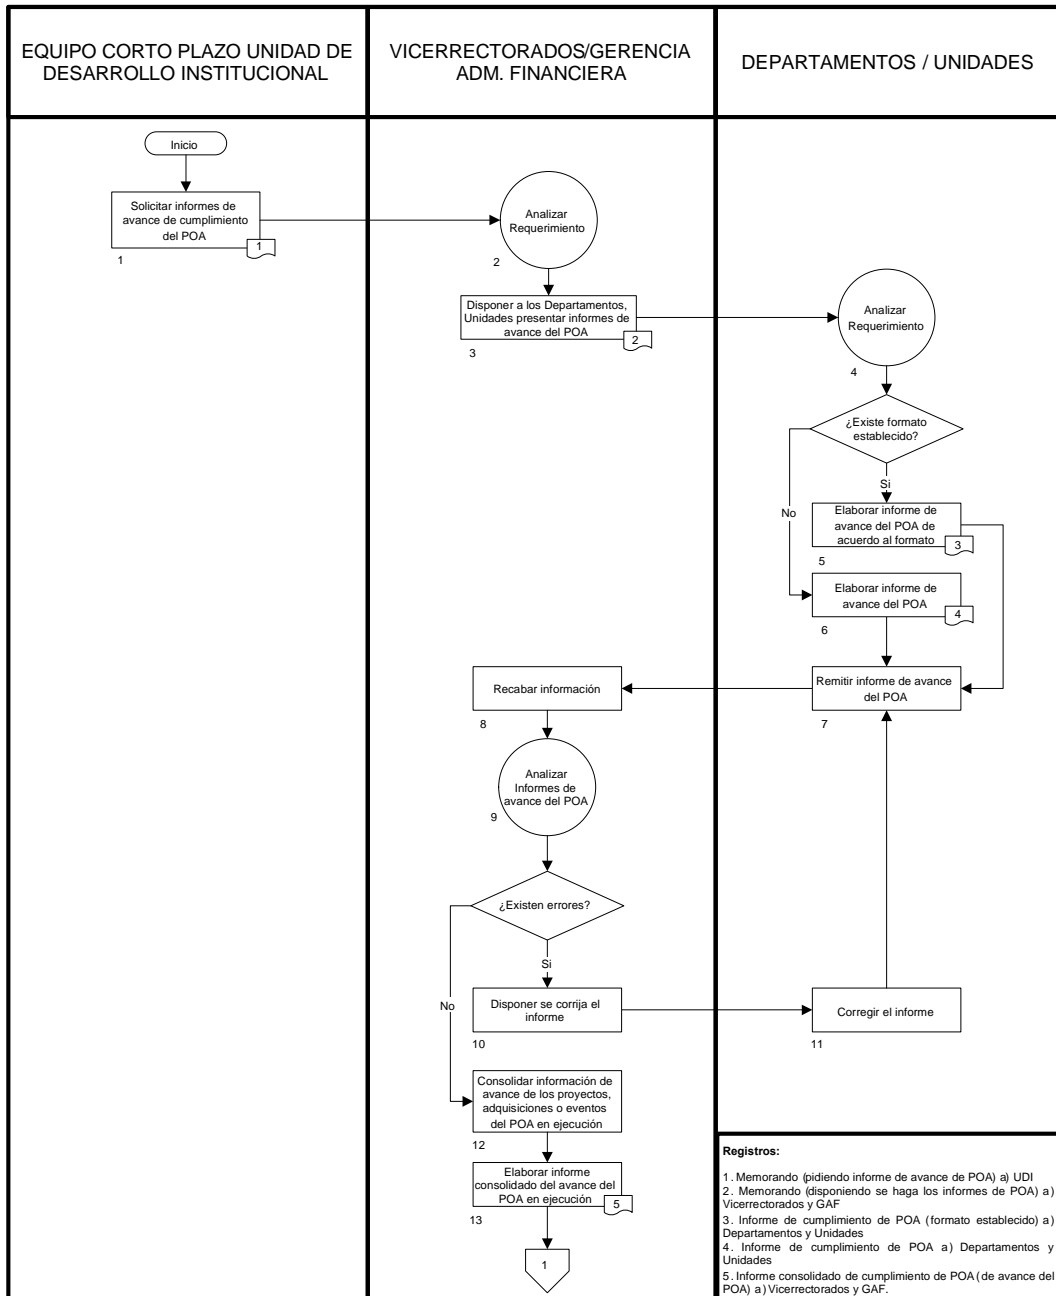 EQUIPO CORTO PLAZO UNIDAD DE
DESARROLLO INSTITUCIONAL
VICERRECTORADOS/GERENCIA
ADM. FINANCIERA
DEPARTAMENTOS / UNIDADES
Inicio
Solicitar informes de
avance de cumplimiento
del POA
1
1
Analizar
Requerimiento
2
Disponer a los Departamentos,
Unidades presentar informes de
avance del POA
2
3
Analizar
Requerimiento
4
¿Existe formato
establecido?
Si
No
Elaborar informe de
avance del POA de
acuerdo al formato
3
5
Elaborar informe de
avance del POA
4
6
Remitir informe de avance
del POA
7
Recabar información
8
Analizar
Informes de
avance del POA
9
¿Existen errores?
Si
No
Disponer se corrija el
informe
10
Corregir el informe
11
Consolidar información de
avance de los proyectos,
adquisiciones o eventos
del POA en ejecución
12
Elaborar informe
consolidado del avance del
POA en ejecución
5
13
1
Registros:
1. Memorando (pidiendo informe de avance de POA) a) UDI
2. Memorando (disponiendo se haga los informes de POA) a)
Vicerrectorados y GAF
3. Informe de cumplimiento de POA (formato establecido) a)
Departamentos y Unidades
4. Informe de cumplimiento de POA a) Departamentos y
Unidades
5. Informe consolidado de cumplimiento de POA (de avance del
POA) a) Vicerrectorados y GAF.